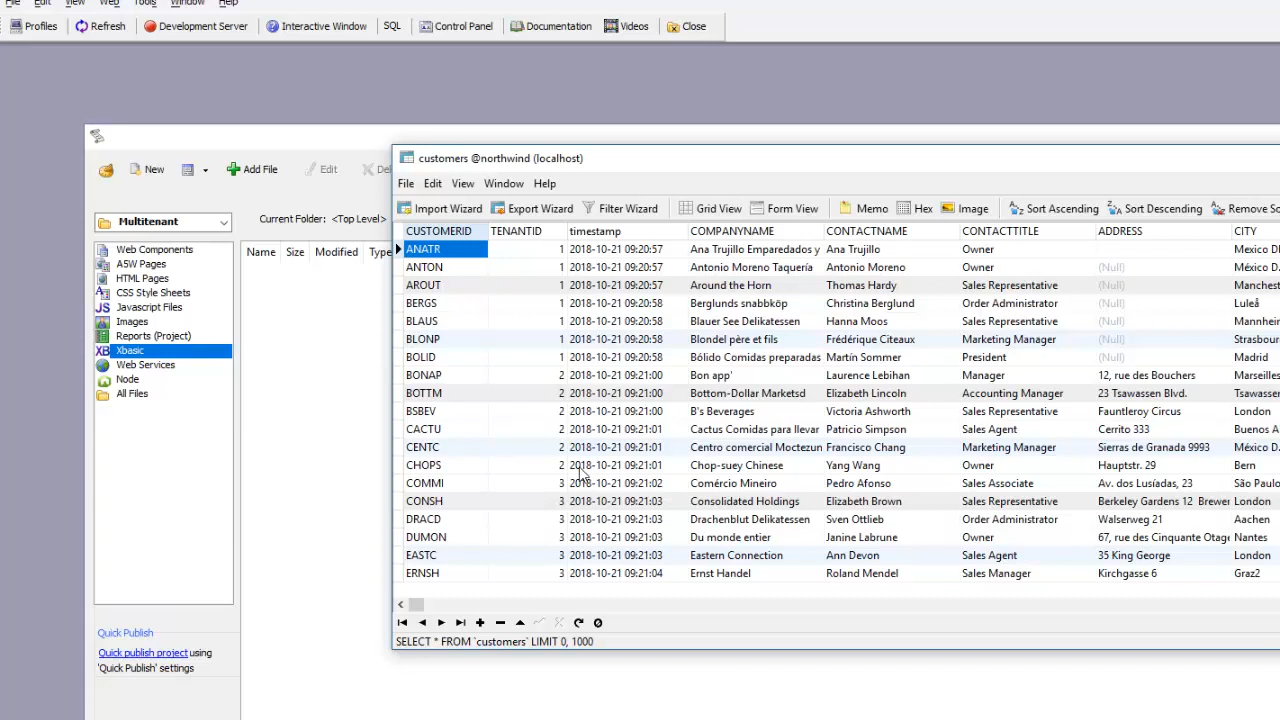 File Edit View Tools Web Window Help
Profiles Refresh Development Server Interactive Window SQL Control Panel Documentation Videos Close
New Add File Edit Del
Multitenant Current Folder: <Top Level>
Name Size Modified Type
Web Components
A5W Pages
HTML Pages
CSS Style Sheets
JS Javascript Files
Images
Reports (Project)
XB Xbasic
Web Services
Node
All Files
Quick Publish
Quick publish project using
'Quick Publish' settings
customers @northwind (localhost)
File Edit View Window Help
Import Wizard Export Wizard Filter Wizard Grid View Form View Memo Hex Image Sort Ascending Sort Descending Remove So
CUSTOMERID TENANTID timestamp COMPANYNAME CONTACTNAME CONTACTTITLE ADDRESS CITY
ANATR 1 2018-10-21 09:20:57 Ana Trujillo Emparedados y Ana Trujillo Owner Mexico D
ANTON 1 2018-10-21 09:20:57 Antonio Moreno Taquería Antonio Moreno Owner (Null) México D.
AROUT 1 2018-10-21 09:20:57 Around the Horn Thomas Hardy Sales Representative (Null) Manchest
BERGS 1 2018-10-21 09:20:58 Berglunds snabbköp Christina Berglund Order Administrator (Null) Luleå
BLAUS 1 2018-10-21 09:20:58 Blauer See Delikatessen Hanna Moos Sales Representative (Null) Mannheim
BLONP 1 2018-10-21 09:20:58 Blondel père et fils Frédérique Citeaux Marketing Manager (Null) Strasbour
BOLID 1 2018-10-21 09:20:58 Bólido Comidas preparadas Martín Sommer President (Null) Madrid
BONAP 2 2018-10-21 09:21:00 Bon app' Laurence Lebihan Manager 12, rue des Bouchers Marseilles
BOTTM 2 2018-10-21 09:21:00 Bottom-Dollar Marketsd Elizabeth Lincoln Accounting Manager 23 Tsawassen Blvd. Tsawasse
BSBEV 2 2018-10-21 09:21:00 B's Beverages Victoria Ashworth Sales Representative Fauntleroy Circus London
CACTU 2 2018-10-21 09:21:01 Cactus Comidas para llevar Patricio Simpson Sales Agent Cerrito 333 Buenos A
CENTC 2 2018-10-21 09:21:01 Centro comercial Moctezun Francisco Chang Marketing Manager Sierras de Granada 9993 México D.
CHOPS 2 2018-10-21 09:21:01 Chop-suey Chinese Yang Wang Owner Hauptstr. 29 Bern
COMMI 3 2018-10-21 09:21:02 Comércio Mineiro Pedro Afonso Sales Associate Av. dos Lusíadas, 23 São Paulo
CONSH 3 2018-10-21 09:21:03 Consolidated Holdings Elizabeth Brown Sales Representative Berkeley Gardens 12 Brewer London
DRACD 3 2018-10-21 09:21:03 Drachenblut Delikatessen Sven Ottlieb Order Administrator Walserweg 21 Aachen
DUMON 3 2018-10-21 09:21:03 Du monde entier Janine Labrune Owner 67, rue des Cinquante Otage Nantes
EASTC 3 2018-10-21 09:21:03 Eastern Connection Ann Devon Sales Agent 35 King George London
ERNSH 3 2018-10-21 09:21:04 Ernst Handel Roland Mendel Sales Manager Kirchgasse 6 Graz2
SELECT * FROM `customers` LIMIT 0, 1000